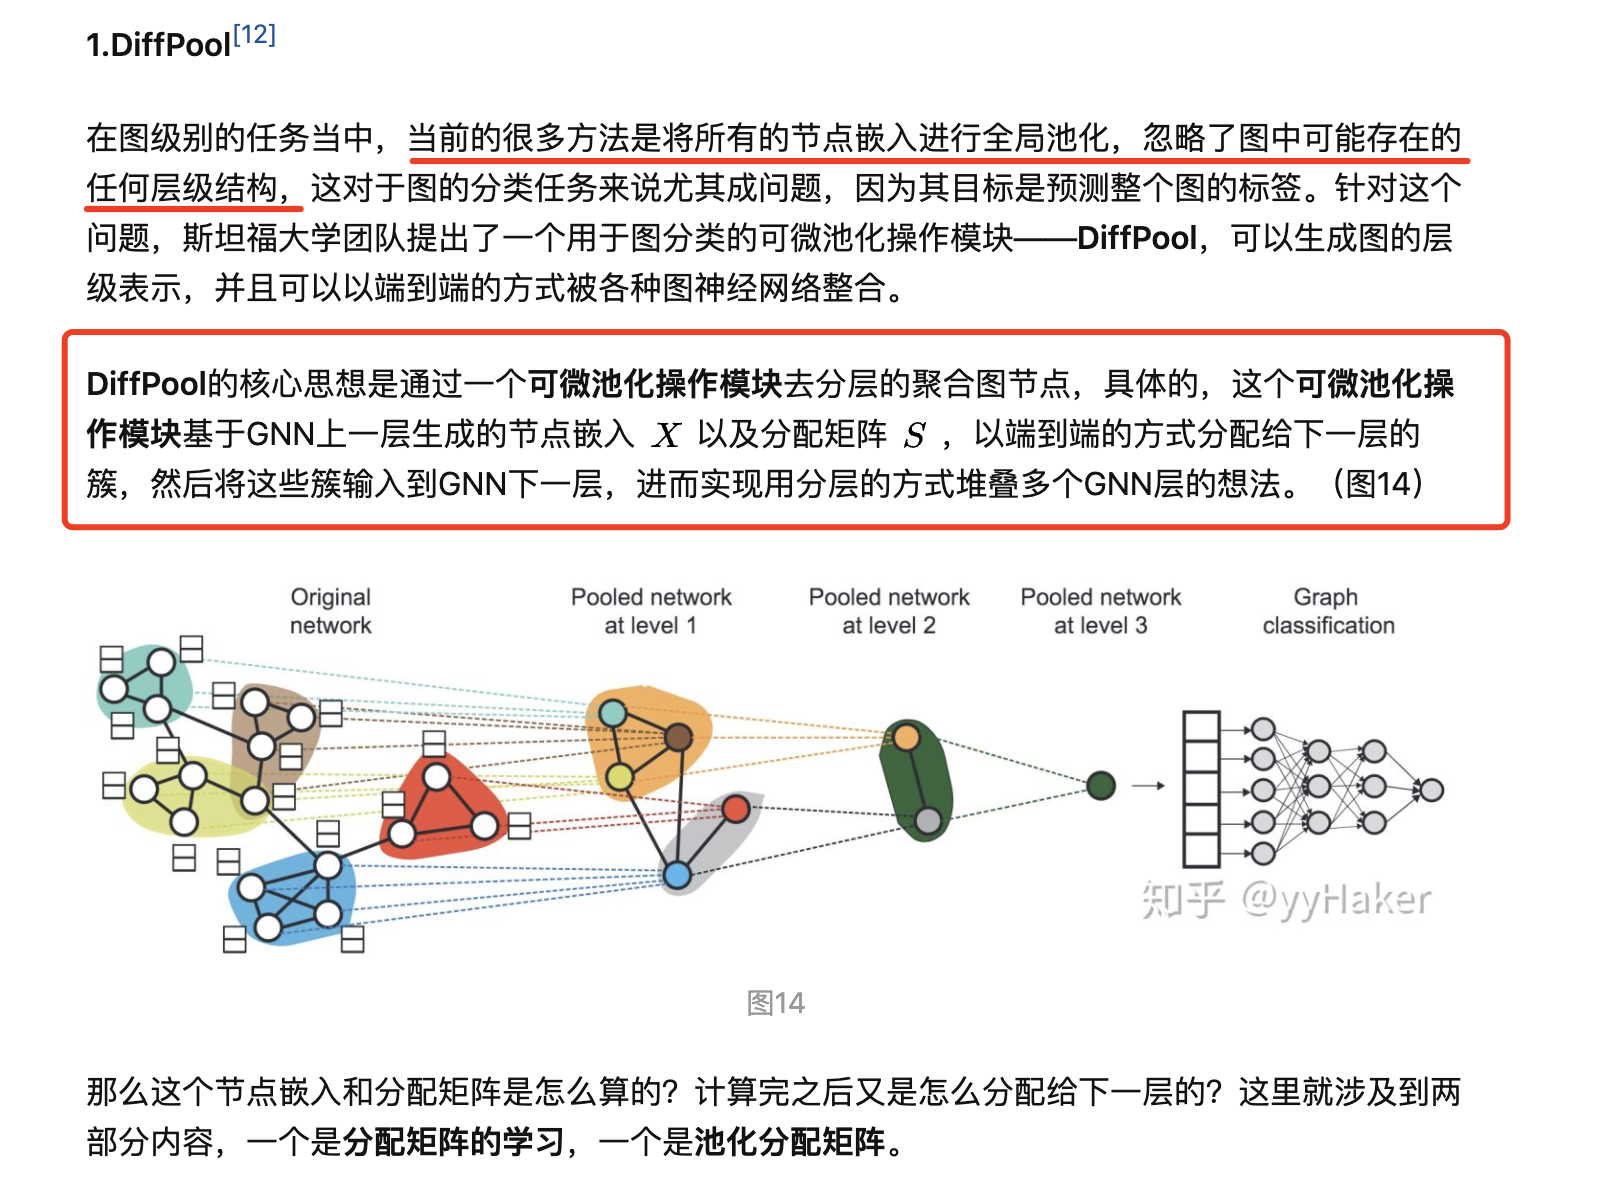 1.DiffPool[12]
在图级别的任务当中，当前的很多方法是将所有的节点嵌入进行全局池化，忽略了图中可能存在的
任何层级结构，这对于图的分类任务来说尤其成问题，因为其目标是预测整个图的标签。针对这个
问题，斯坦福大学团队提出了一个用于图分类的可微池化操作模块——DiffPool，可以生成图的层
级表示，并且可以以端到端的方式被各种图神经网络整合。
DiffPool的核心思想是通过一个可微池化操作模块去分层的聚合图节点，具体的，这个可微池化操
作模块基于GNN上一层生成的节点嵌入 X 以及分配矩阵 S ，以端到端的方式分配给下一层的
簇，然后将这些簇输入到GNN下一层，进而实现用分层的方式堆叠多个GNN层的想法。（图14）
Original
network
Pooled network
at level 1
Pooled network
at level 2
Pooled network
at level 3
Graph
classification
知乎 @yyHaker
图14
那么这个节点嵌入和分配矩阵是怎么算的？计算完之后又是怎么分配给下一层的？这里就涉及到两
部分内容，一个是分配矩阵的学习，一个是池化分配矩阵。